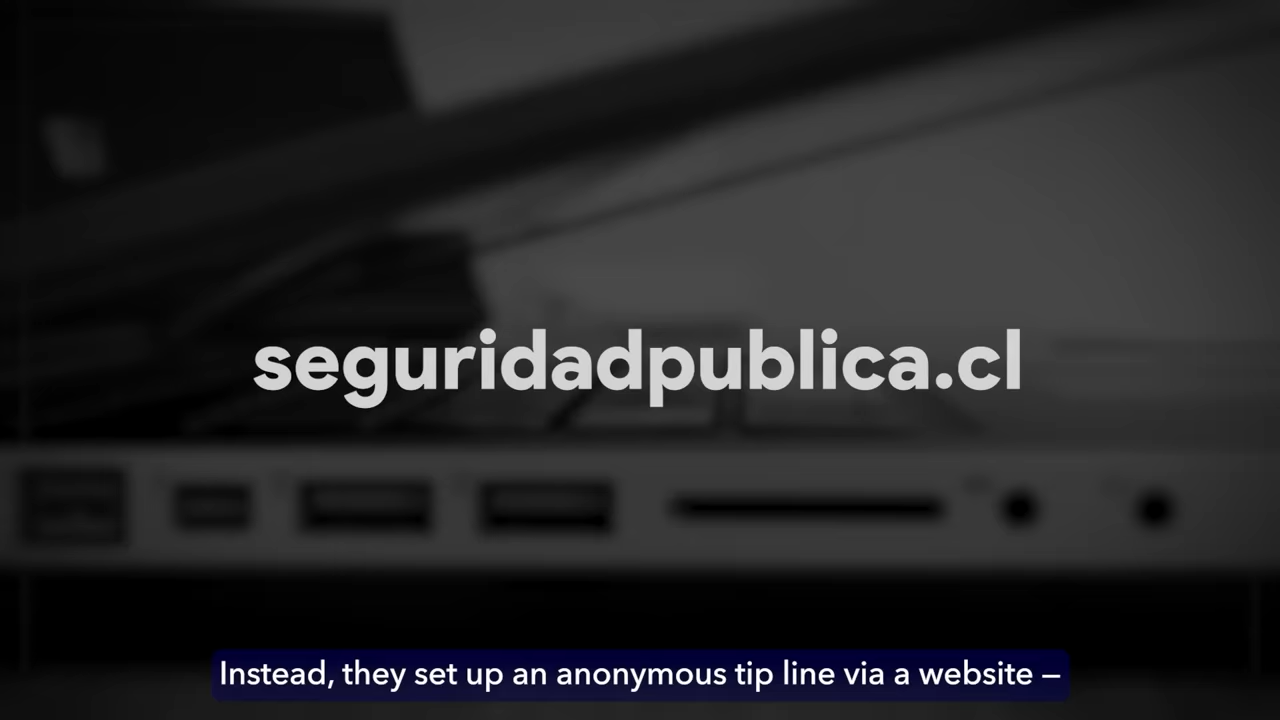 seguridadpublica.cl
Instead, they set up an anonymous tip line via a website –